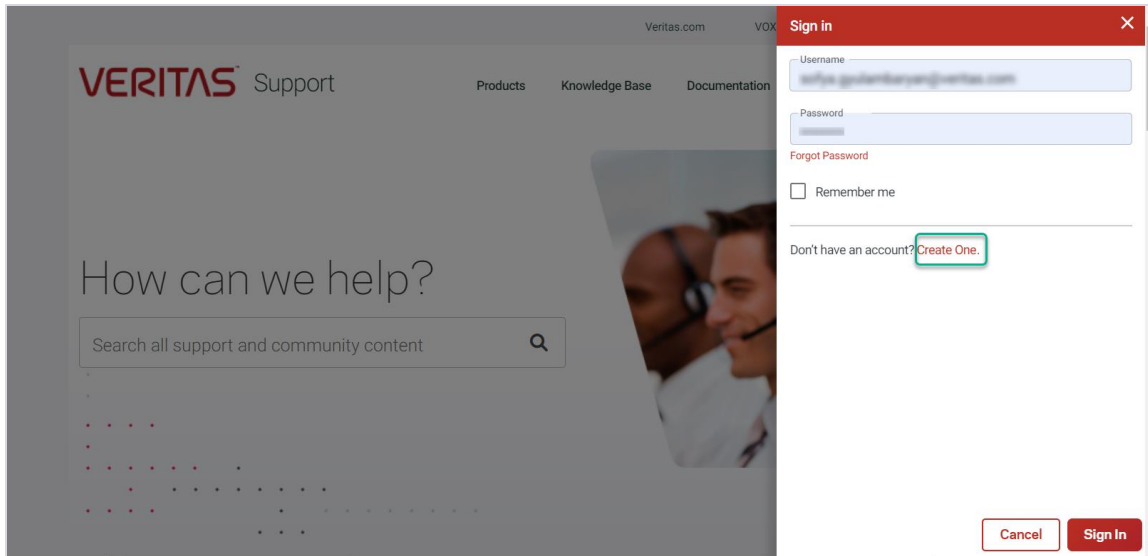 Veritas.com VOX
VERITAS™ Support
Products Knowledge Base Documentation
How can we help?
Search all support and community content
Sign in
Username
Password
Forgot Password
Remember me
Don't have an account? Create One.
Cancel Sign In